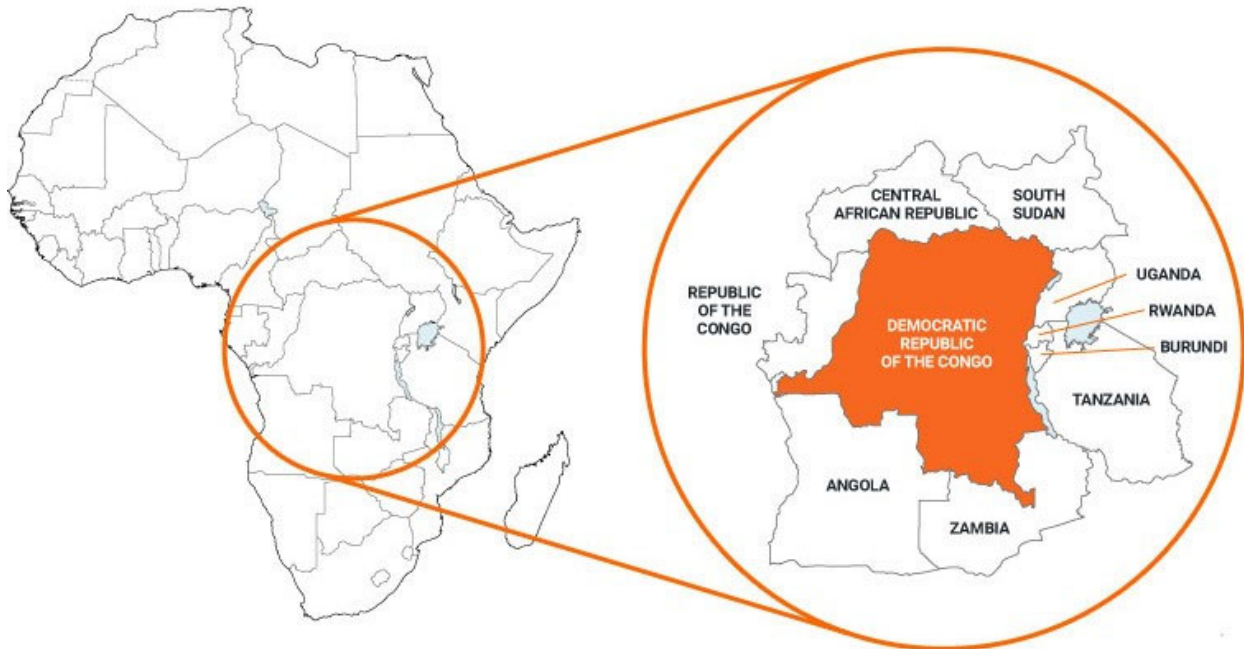 CENTRAL
AFRICAN REPUBLIC
SOUTH
SUDAN
UGANDA
REPUBLIC
OF THE
CONGO
RWANDA
DEMOCRATIC
REPUBLIC
OF THE CONGO
BURUNDI
TANZANIA
ANGOLA
ZAMBIA